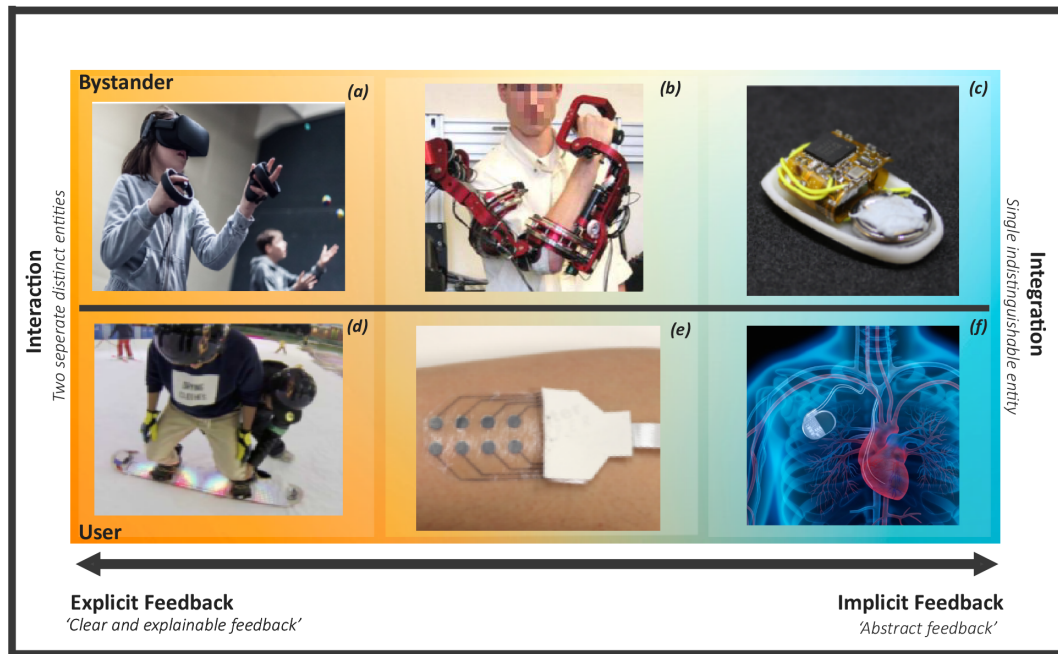 Bystander
(a)
(b)
(c)
Interaction
Two seperate distinct entities
Integration
Single indistinguishable entity
(d)
(e)
(f)
User
Explicit Feedback
'Clear and explainable feedback'
Implicit Feedback
'Abstract feedback'